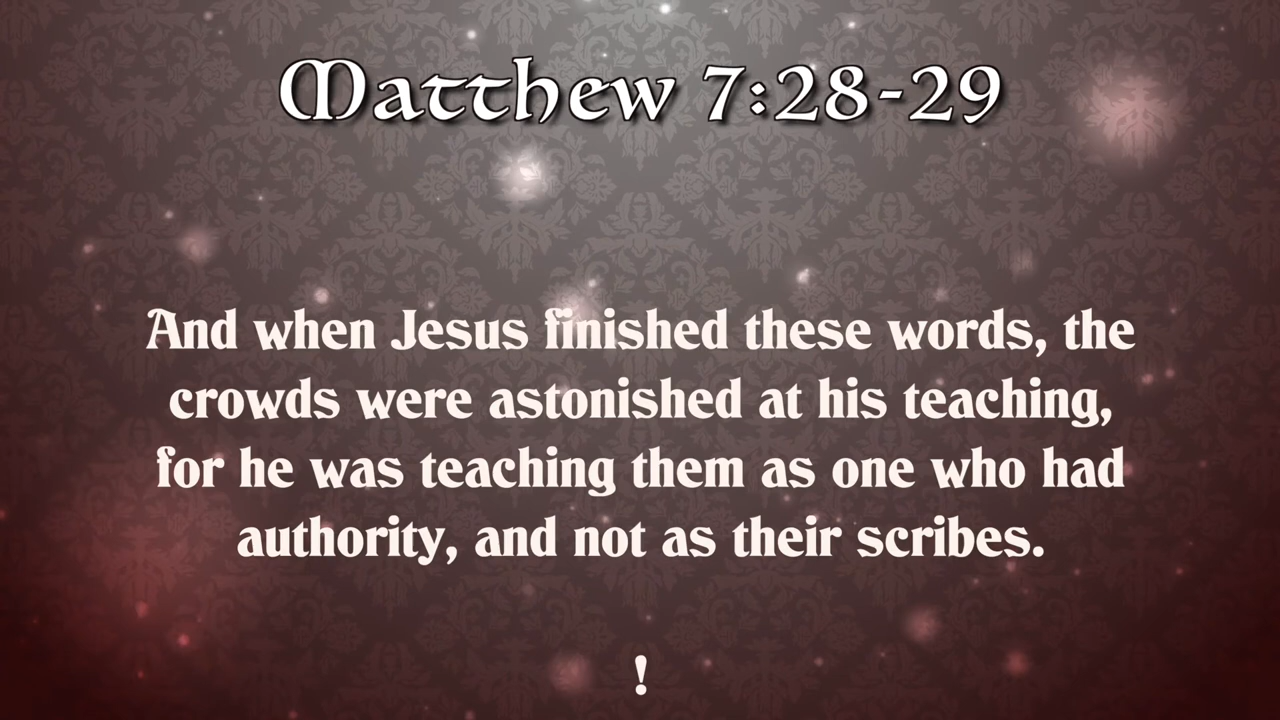 Matthew 7:28-29
And when Jesus finished these words, the
crowds were astonished at his teaching,
for he was teaching them as one who had
authority, and not as their scribes.
!